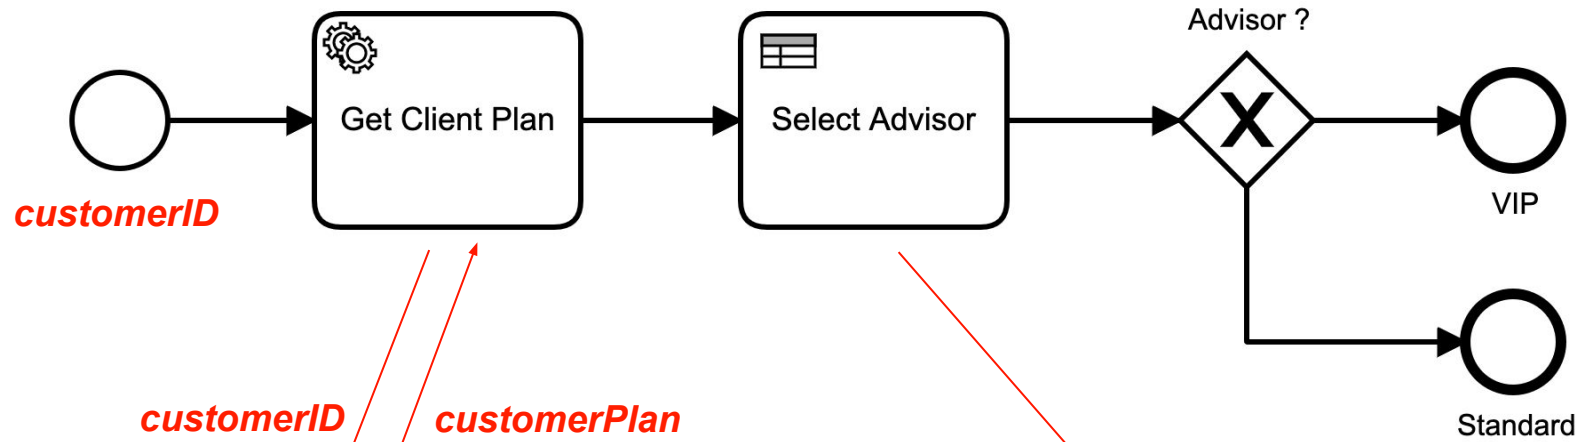 Advisor ?
Get Client Plan
Select Advisor
X
customerID
VIP
customerID
customerPlan
Standard